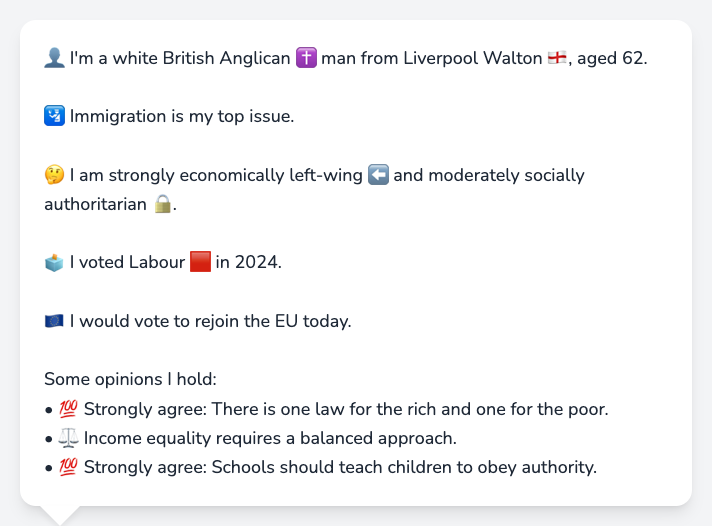 👤 I'm a white British Anglican ✝️ man from Liverpool Walton 🏴󠁧󠁢󠁥󠁮󠁧󠁿, aged 62.
🛂 Immigration is my top issue.
🤔 I am strongly economically left-wing ⬅️ and moderately socially
authoritarian 🔒.
🗳️ I voted Labour 🟥 in 2024.
🇪🇺 I would vote to rejoin the EU today.
Some opinions I hold:
• 💯 Strongly agree: There is one law for the rich and one for the poor.
• ⚖️ Income equality requires a balanced approach.
• 💯 Strongly agree: Schools should teach children to obey authority.